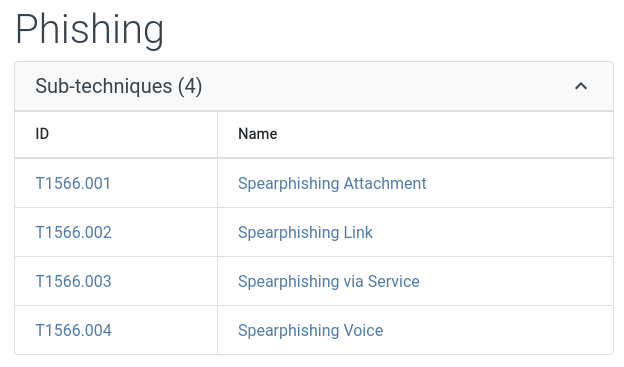 Phishing
Sub-techniques (4)
ID Name
T1566.001 Spearphishing Attachment
T1566.002 Spearphishing Link
T1566.003 Spearphishing via Service
T1566.004 Spearphishing Voice